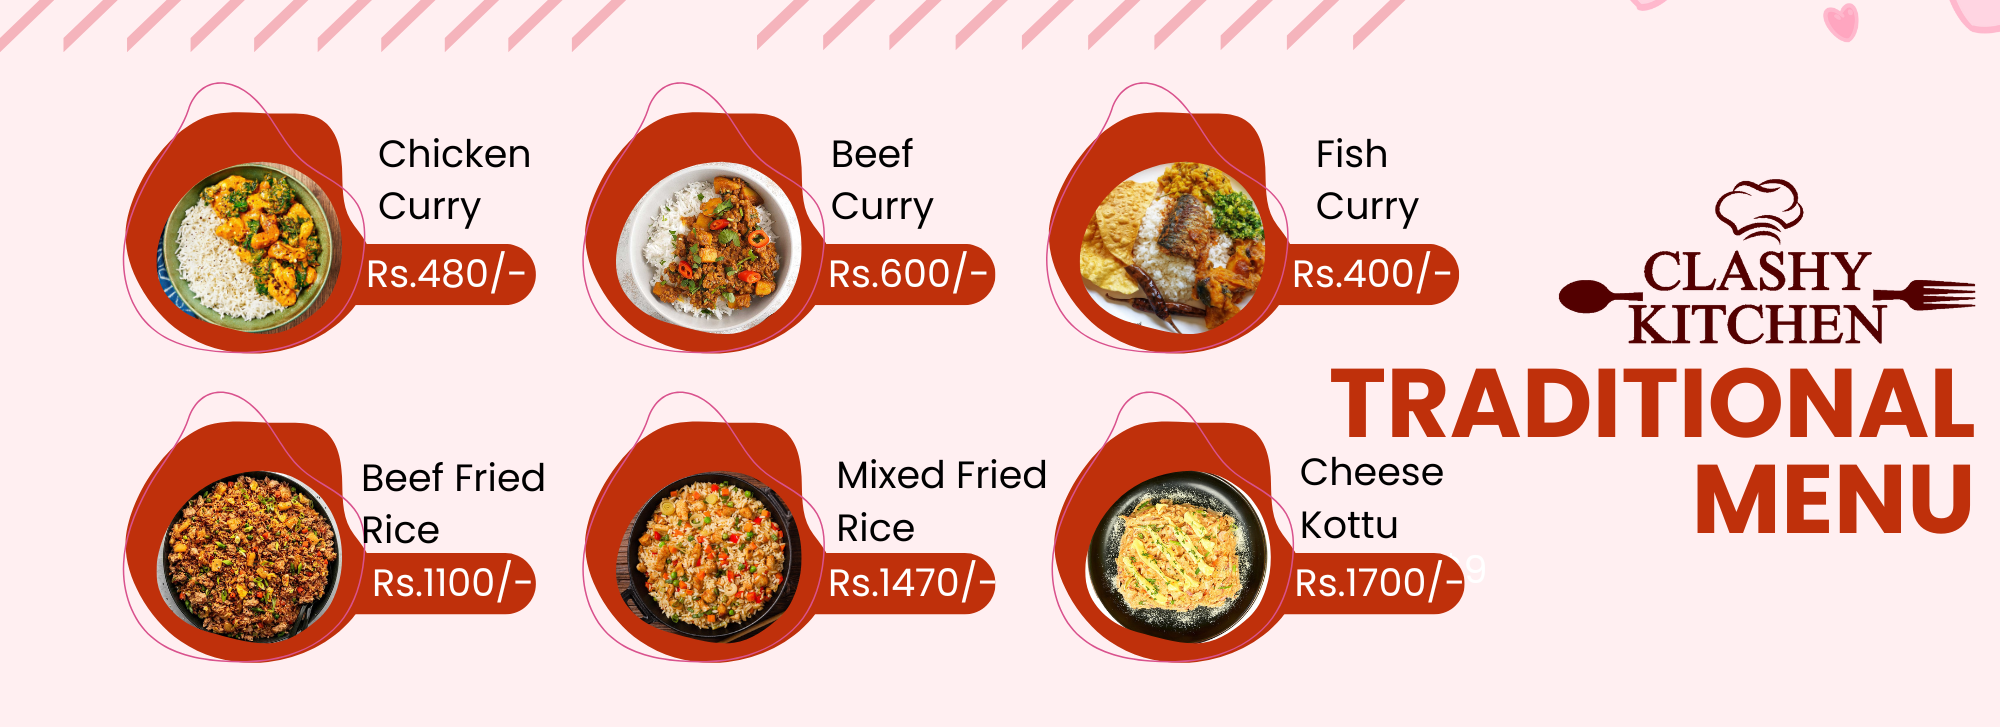 Chicken
Curry
Rs.480/-
Beef
Curry
Rs.600/-
Fish
Curry
Rs.400/-
CLASHY
KITCHEN
TRADITIONAL
MENU
Beef Fried
Rice
Rs.1100/-
Mixed Fried
Rice
Rs.1470/-
Cheese
Kottu
Rs.1700/-
9